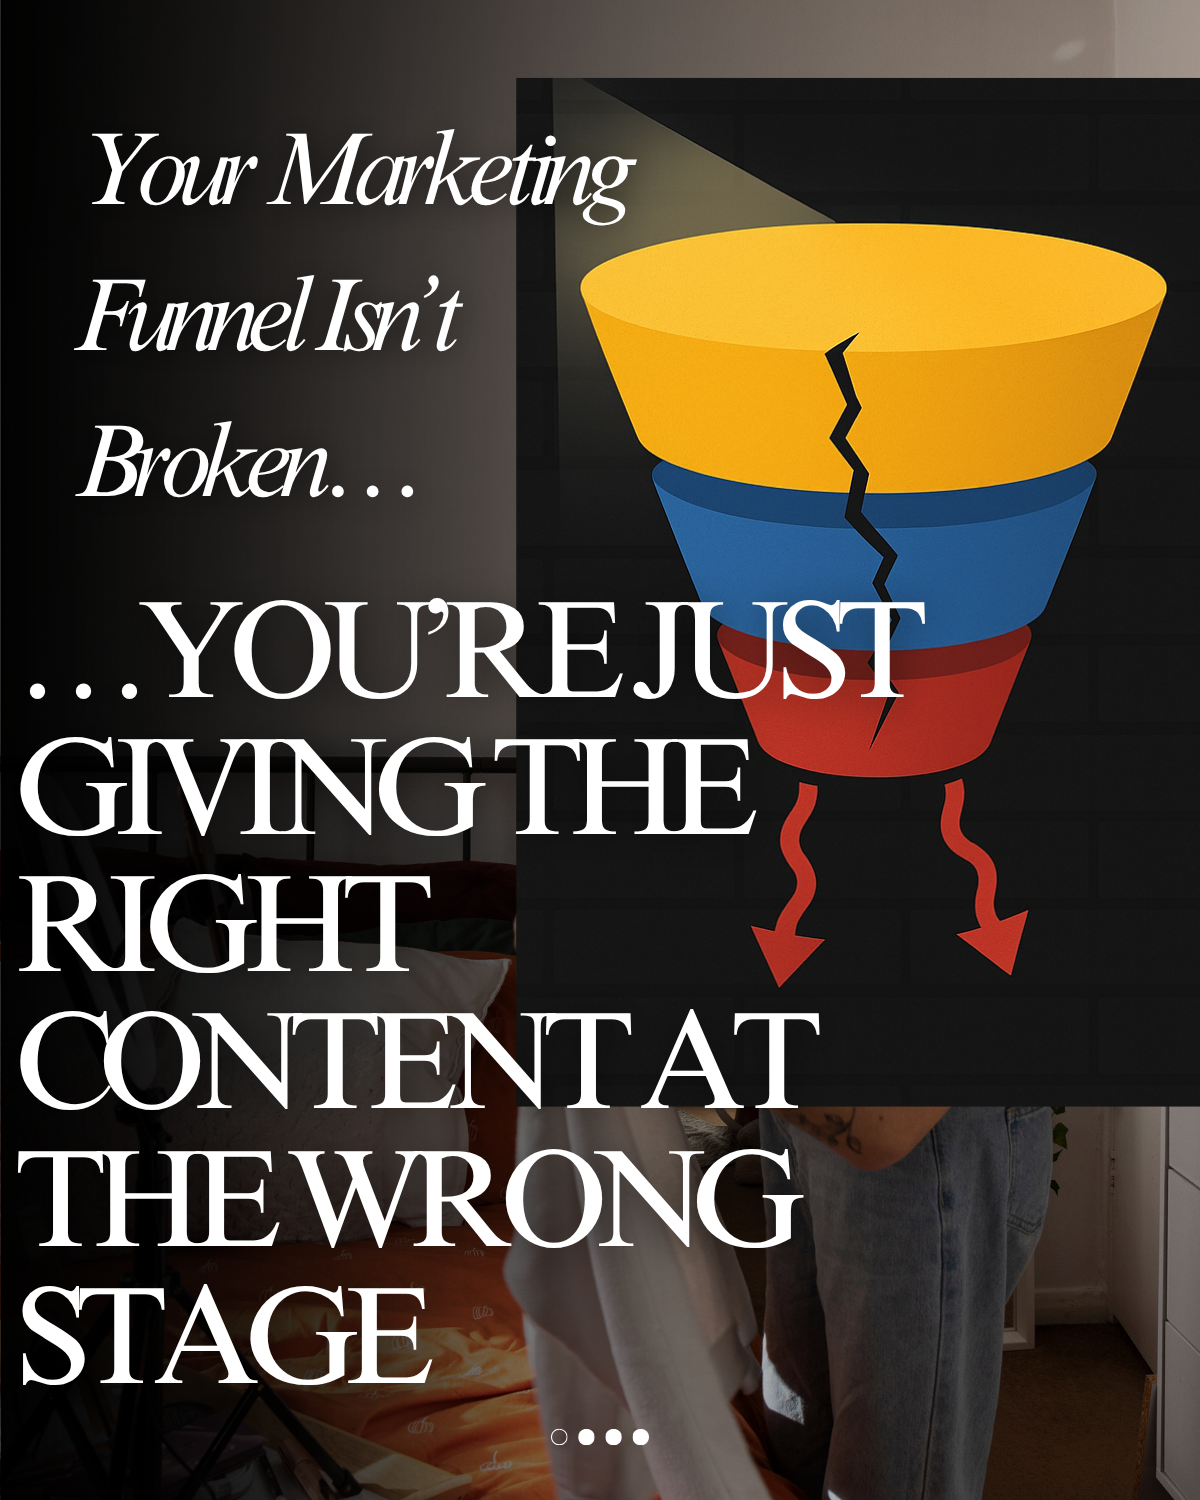 Your Marketing
Funnel Isn’t
Broken…
…YOU’RE JUST
GIVING THE
RIGHT
CONTENT AT
THE WRONG
STAGE